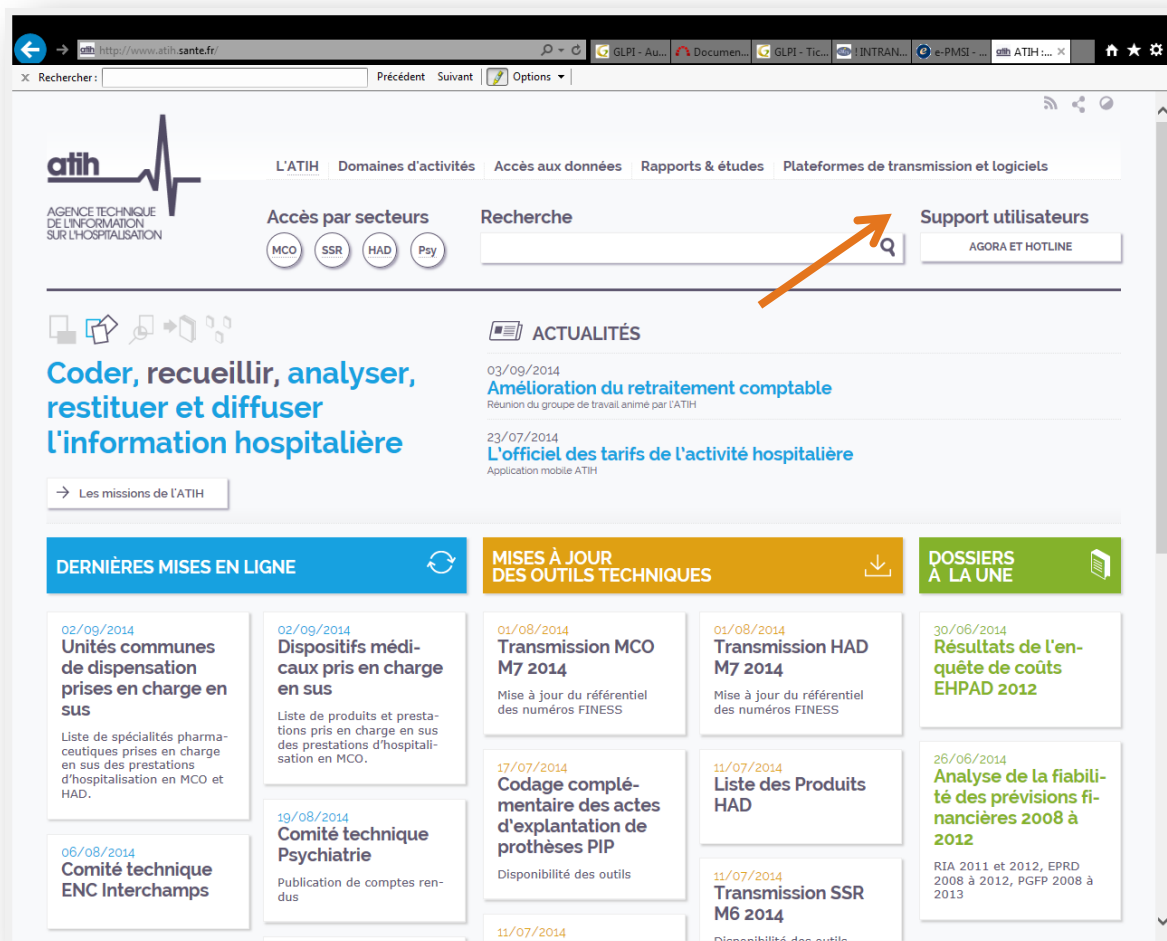 http://www.atih.sante.fr/
GLPI - Au...
Documen...
GLPI - Tic...
! INTRAN...
e-PMSI - ...
atih ATIH :... ×
x Rechercher :
Précédent Suivant
Options
atih
AGENCE TECHNIQUE
DE L'INFORMATION
SUR L'HOSPITALISATION
L'ATIH Domaines d'activités Accès aux données Rapports & études Plateformes de transmission et logiciels
Accès par secteurs
MCO SSR HAD Psy
Recherche
Support utilisateurs
AGORA ET HOTLINE
Coder, recueillir, analyser,
restituer et diffuser
l'information hospitalière
→ Les missions de l'ATIH
ACTUALITÉS
03/09/2014
Amélioration du retraitement comptable
Réunion du groupe de travail animé par l'ATIH
23/07/2014
L'officiel des tarifs de l'activité hospitalière
Application mobile ATIH
DERNIÈRES MISES EN LIGNE
02/09/2014
Unités communes
de dispensation
prises en charge en
sus
Liste de spécialités pharma-
ceutiques prises en charge
en sus des prestations
d'hospitalisation en MCO et
HAD.
06/08/2014
Comité technique
ENC Interchamps
02/09/2014
Dispositifs médi-
caux pris en charge
en sus
Liste de produits et presta-
tions pris en charge en sus
des prestations d'hospitali-
sation en MCO.
19/08/2014
Comité technique
Psychiatrie
Publication de comptes ren-
dus
MISES À JOUR
DES OUTILS TECHNIQUES
01/08/2014
Transmission MCO
M7 2014
Mise à jour du référentiel
des numéros FINESS
17/07/2014
Codage complé-
mentaire des actes
d'explantation de
prothèses PIP
Disponibilité des outils
11/07/2014
01/08/2014
Transmission HAD
M7 2014
Mise à jour du référentiel
des numéros FINESS
11/07/2014
Liste des Produits
HAD
11/07/2014
Transmission SSR
M6 2014
Disponibilité des outils
DOSSIERS
À LA UNE
30/06/2014
Résultats de l'en-
quête de coûts
EHPAD 2012
26/06/2014
Analyse de la fiabili-
té des prévisions fi-
nancières 2008 à
2012
RIA 2011 et 2012, EPRD
2008 à 2012, PGFP 2008 à
2013